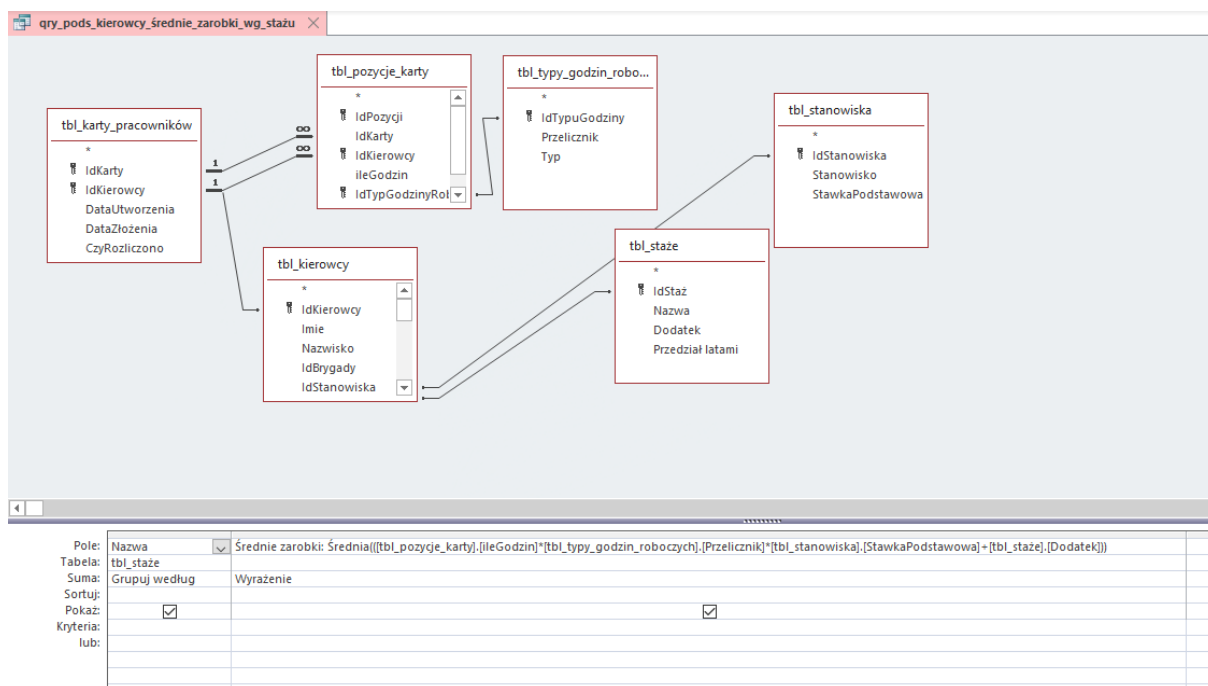 qry_pods_kierowcy_średnie_zarobki_wg_stażu
tbl_karty_pracowników
*
IdKarty
IdKierowcy
DataUtworzenia
DataZłożenia
CzyRozliczono
1
1
∞
∞
tbl_pozycje_karty
*
IdPozycji
IdKarty
IdKierowcy
ileGodzin
IdTypGodzinyRob
tbl_typy_godzin_robo...
*
IdTypuGodziny
Przelicznik
Typ
tbl_stanowiska
*
IdStanowiska
Stanowisko
StawkaPodstawowa
tbl_kierowcy
*
IdKierowcy
Imie
Nazwisko
IdBrygady
IdStanowiska
tbl_staże
*
IdStaż
Nazwa
Dodatek
Przedział latami
Pole: Nazwa Średnie zarobki: Średnia(([tbl_pozycje_karty].[ileGodzin]*[tbl_typy_godzin_roboczych].[Przelicznik]*[tbl_stanowiska].[StawkaPodstawowa]+[tbl_staże].[Dodatek]))
Tabela: tbl_staże
Suma: Grupuj według Wyrażenie
Sortuj:
Pokaż:
Kryteria:
lub: